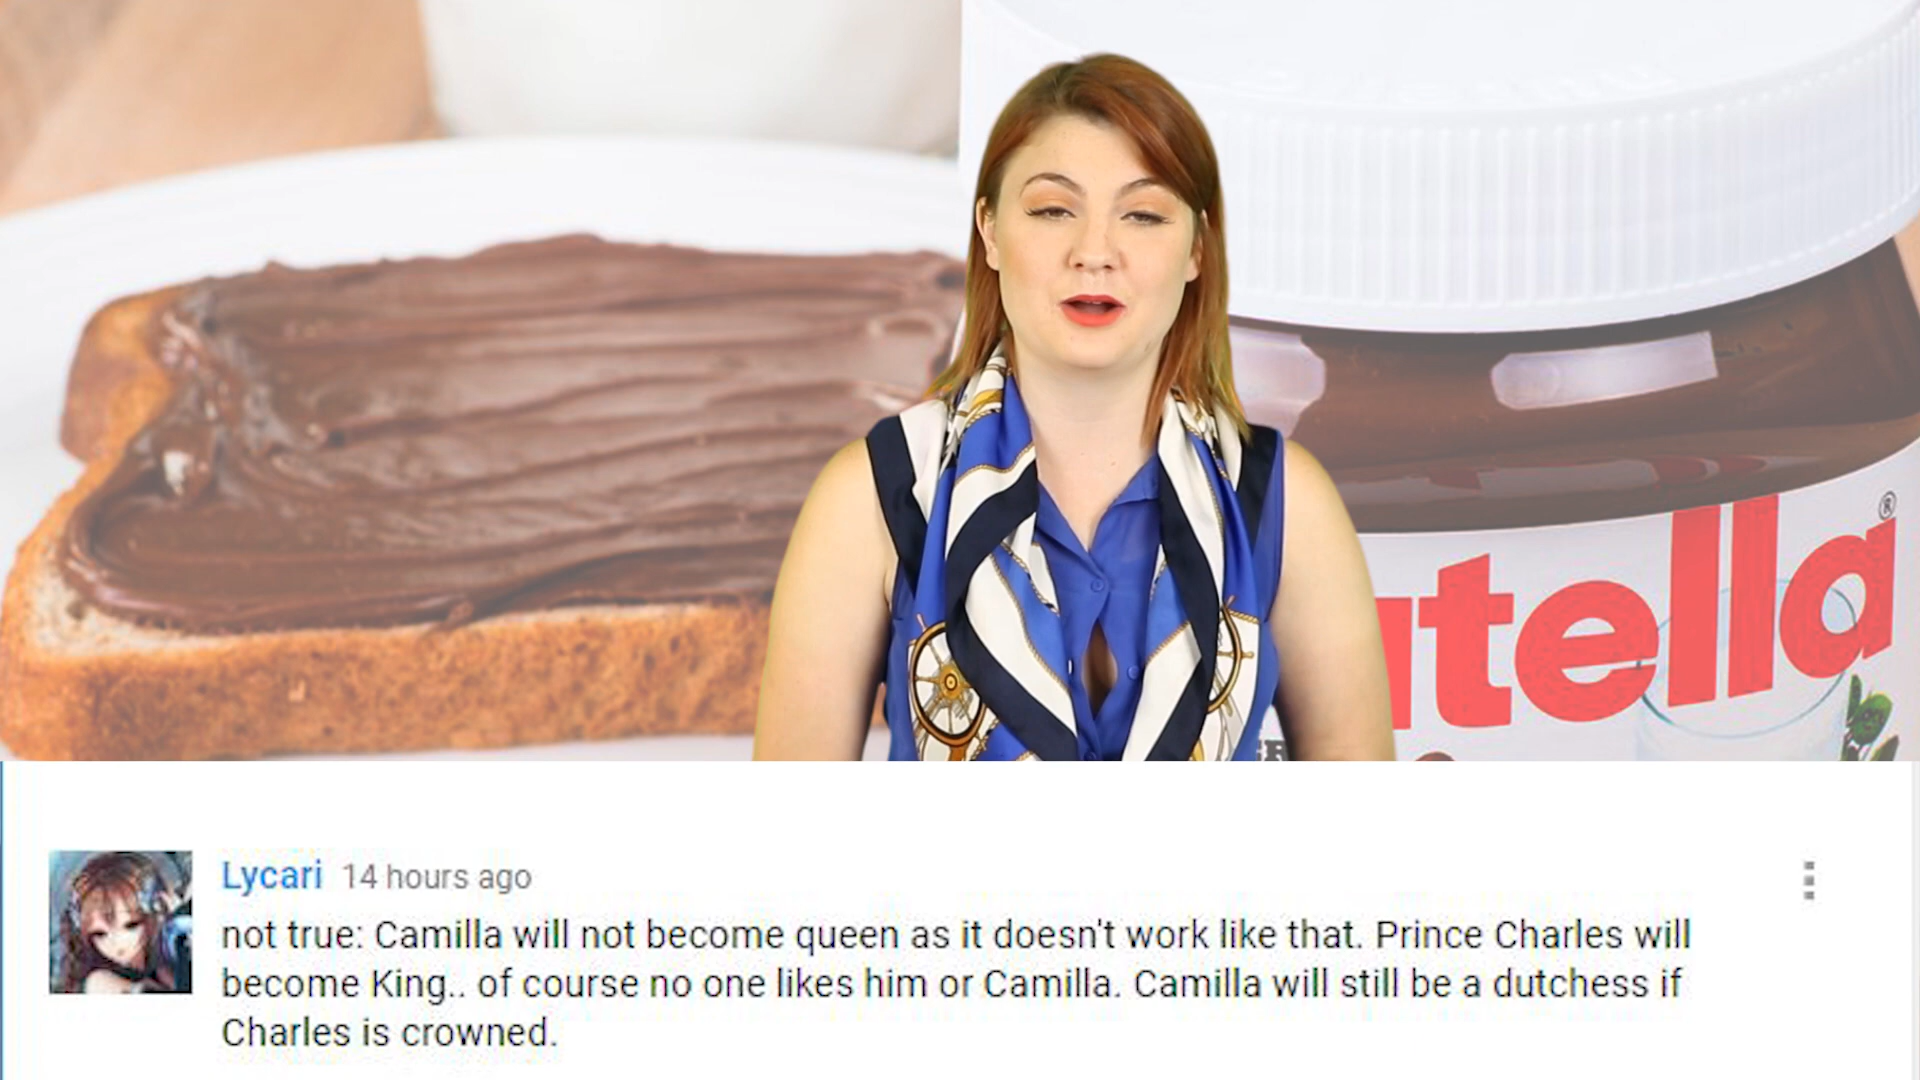 utella
®
Lycari 14 hours ago
not true: Camilla will not become queen as it doesn't work like that. Prince Charles will
become King.. of course no one likes him or Camilla. Camilla will still be a dutchess if
Charles is crowned.